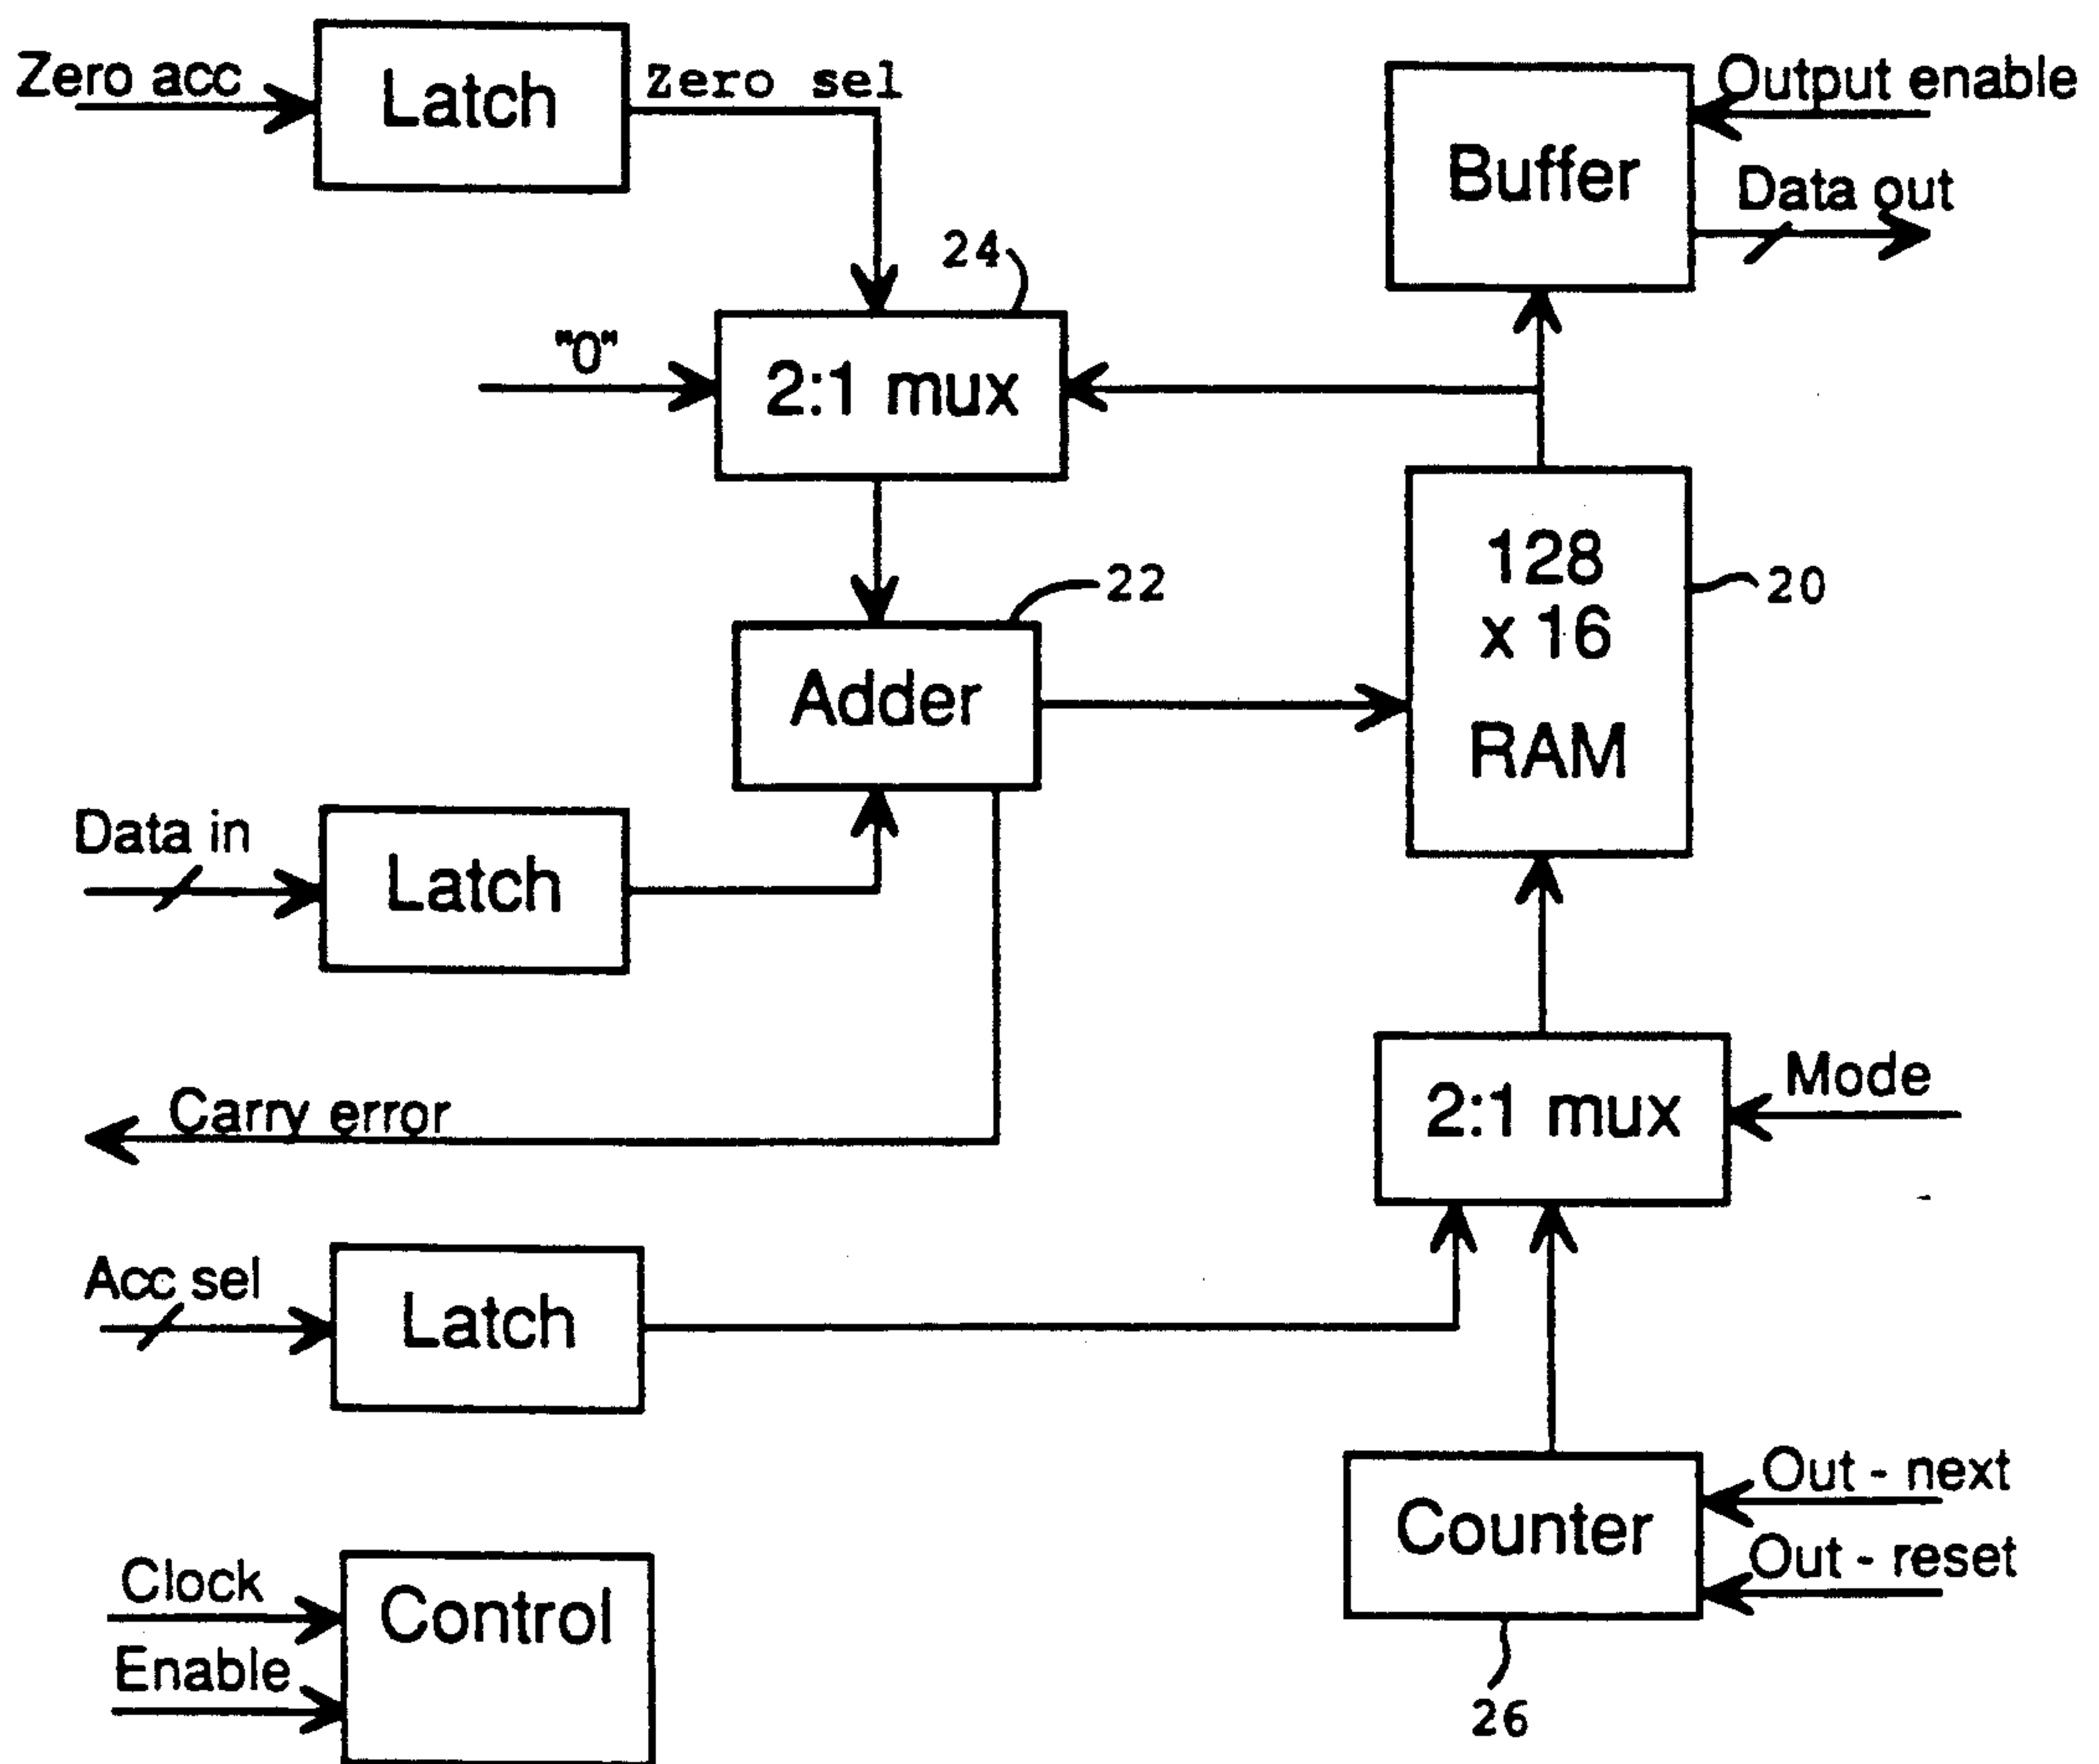 Zero acc
Latch
Zero sel
Buffer
Output enable
Data out
24
"0"
2:1 mux
128
x 16
RAM
20
22
Adder
Data in
Latch
Carry error
2:1 mux
Mode
Acc sel
Latch
Counter
Out - next
Out - reset
26
Clock
Enable
Control